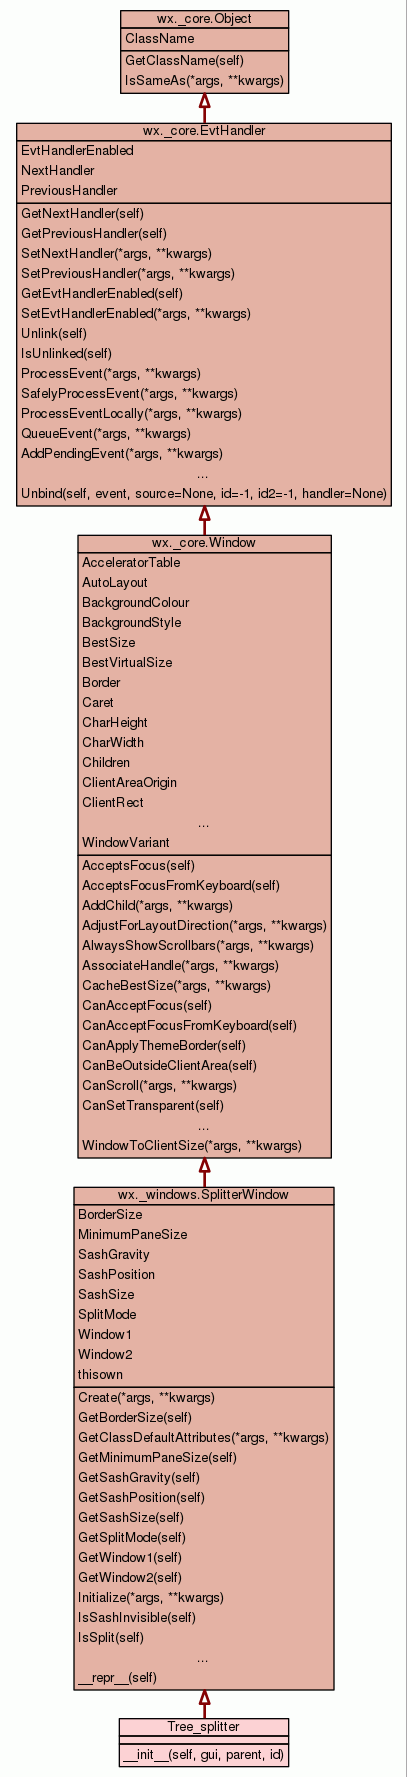 wx._core.Object
ClassName
GetClassName(self)
IsSameAs(*args, **kwargs)
wx._core.EvtHandler
EvtHandlerEnabled
NextHandler
PreviousHandler
GetNextHandler(self)
GetPreviousHandler(self)
SetNextHandler(*args, **kwargs)
SetPreviousHandler(*args, **kwargs)
GetEvtHandlerEnabled(self)
SetEvtHandlerEnabled(*args, **kwargs)
Unlink(self)
IsUnlinked(self)
ProcessEvent(*args, **kwargs)
SafelyProcessEvent(*args, **kwargs)
ProcessEventLocally(*args, **kwargs)
QueueEvent(*args, **kwargs)
AddPendingEvent(*args, **kwargs)
...
Unbind(self, event, source=None, id=-1, id2=-1, handler=None)
wx._core.Window
AcceleratorTable
AutoLayout
BackgroundColour
BackgroundStyle
BestSize
BestVirtualSize
Border
Caret
CharHeight
CharWidth
Children
ClientAreaOrigin
ClientRect
...
WindowVariant
AcceptsFocus(self)
AcceptsFocusFromKeyboard(self)
AddChild(*args, **kwargs)
AdjustForLayoutDirection(*args, **kwargs)
AlwaysShowScrollbars(*args, **kwargs)
AssociateHandle(*args, **kwargs)
CacheBestSize(*args, **kwargs)
CanAcceptFocus(self)
CanAcceptFocusFromKeyboard(self)
CanApplyThemeBorder(self)
CanBeOutsideClientArea(self)
CanScroll(*args, **kwargs)
CanSetTransparent(self)
...
WindowToClientSize(*args, **kwargs)
wx._windows.SplitterWindow
BorderSize
MinimumPaneSize
SashGravity
SashPosition
SashSize
SplitMode
Window1
Window2
thisown
Create(*args, **kwargs)
GetBorderSize(self)
GetClassDefaultAttributes(*args, **kwargs)
GetMinimumPaneSize(self)
GetSashGravity(self)
GetSashPosition(self)
GetSashSize(self)
GetSplitMode(self)
GetWindow1(self)
GetWindow2(self)
Initialize(*args, **kwargs)
IsSashInvisible(self)
IsSplit(self)
...
__repr__(self)
Tree_splitter
__init__(self, gui, parent, id)